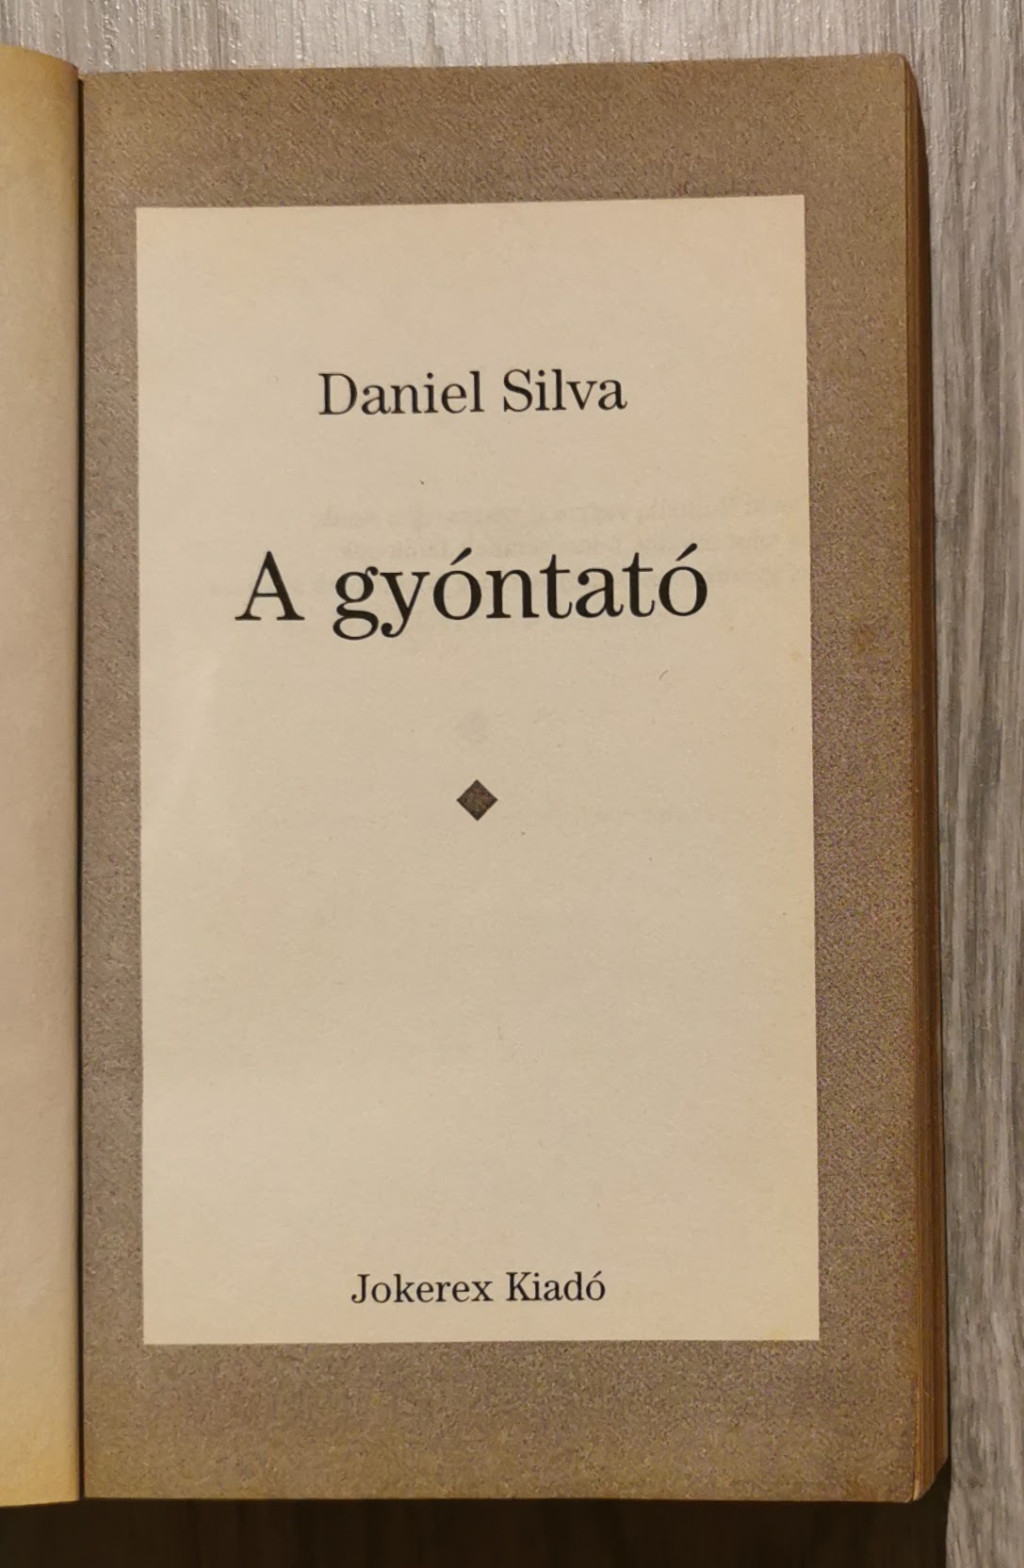 Daniel Silva
A gyóntató
Jokerex Kiadó